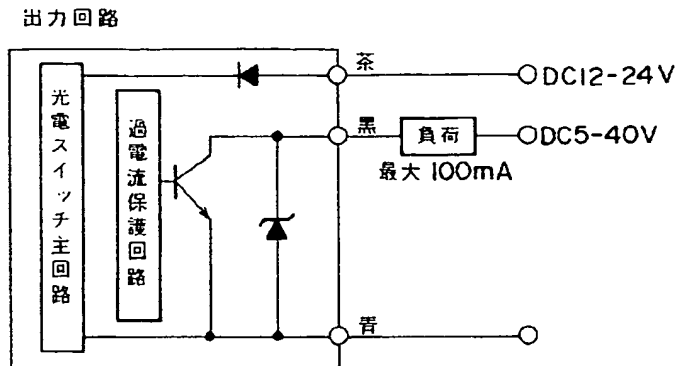 出力回路
茶
DC12-24V
光電スイッチ主回路
過電流保護回路
黒
負荷
DC5-40V
最大 100mA
青